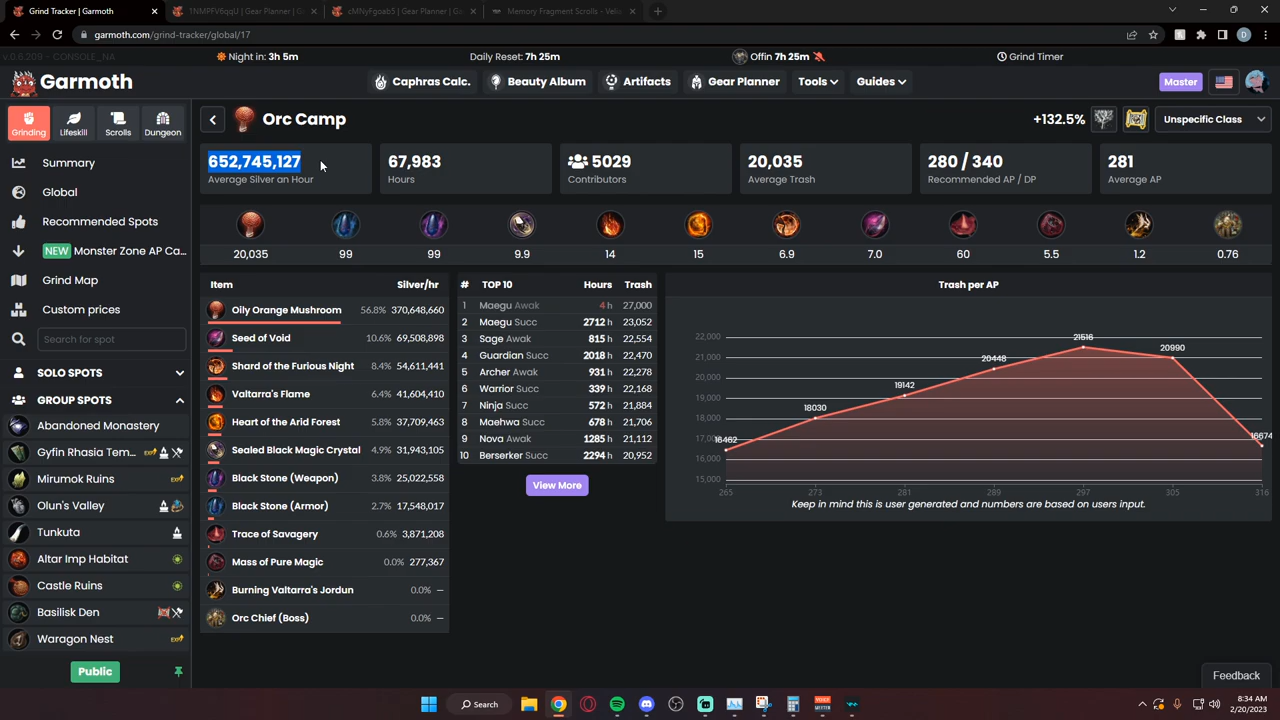 Grind Tracker | Garmoth
1NMPFV6qqU | Gear Planner | G
cMNyFgoab5 | Gear Planner | G
Memory Fragment Scrolls - Veliu
garmoth.com/grind-tracker/global/17
v.0.6.209 - CONSOLE_NA
Night in: 3h 5m
Daily Reset: 7h 25m
Offin 7h 25m
Grind Timer
Garmoth
Caphras Calc.
Beauty Album
Artifacts
Gear Planner
Tools
Guides
Master
Grinding
Lifeskill
Scrolls
Dungeon
Summary
Global
Recommended Spots
NEW Monster Zone AP Ca...
Grind Map
Custom prices
Search for spot
SOLO SPOTS
GROUP SPOTS
Abandoned Monastery
Gyfin Rhasia Tem...
Mirumok Ruins
Olun's Valley
Tunkuta
Altar Imp Habitat
Castle Ruins
Basilisk Den
Waragon Nest
Public
Orc Camp
+132.5%
Unspecific Class
652,745,127
Average Silver an Hour
67,983
Hours
5029
Contributors
20,035
Average Trash
280 / 340
Recommended AP / DP
281
Average AP
20,035 99 99 9.9 14 15 6.9 7.0 60 5.5 1.2 0.76
Item Silver/hr
Oily Orange Mushroom 56.8% 370,648,660
Seed of Void 10.6% 69,508,898
Shard of the Furious Night 8.4% 54,611,441
Valtarra's Flame 6.4% 41,604,410
Heart of the Arid Forest 5.8% 37,709,463
Sealed Black Magic Crystal 4.9% 31,943,105
Black Stone (Weapon) 3.8% 25,022,558
Black Stone (Armor) 2.7% 17,548,017
Trace of Savagery 0.6% 3,871,208
Mass of Pure Magic 0.0% 277,367
Burning Valtarra's Jordun 0.0% —
Orc Chief (Boss) 0.0% —
# TOP 10 Hours Trash
1 Maegu Awak 4 h 27,000
2 Maegu Succ 2712 h 23,052
3 Sage Awak 815 h 22,554
4 Guardian Succ 2018 h 22,470
5 Archer Awak 931 h 22,278
6 Warrior Succ 339 h 22,168
7 Ninja Succ 572 h 21,884
8 Maehwa Succ 678 h 21,706
9 Nova Awak 1285 h 21,112
10 Berserker Succ 2294 h 20,952
View More
Trash per AP
22,000
21,000
20,000
19,000
18,000
17,000
16,000
15,000
16462 18030 19142 20448 21516 20990 16674
265 273 281 289 297 305 316
Keep in mind this is user generated and numbers are based on users input.
Feedback
Search
8:34 AM
2/20/2023